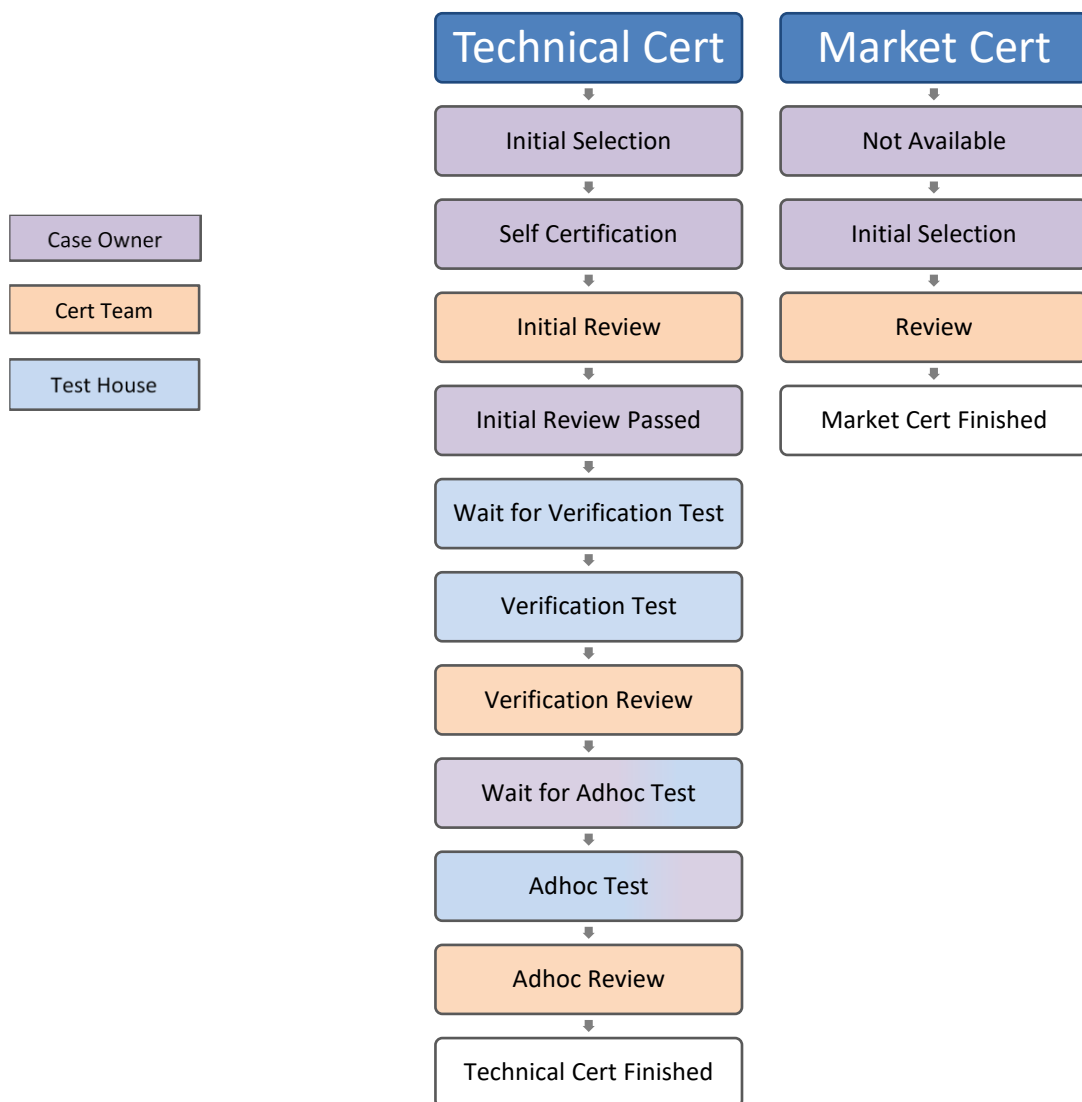 Technical Cert
Initial Selection
Self Certification
Initial Review
Initial Review Passed
Wait for Verification Test
Verification Test
Verification Review
Wait for Adhoc Test
Adhoc Test
Adhoc Review
Technical Cert Finished
Market Cert
Not Available
Initial Selection
Review
Market Cert Finished
Case Owner
Cert Team
Test House